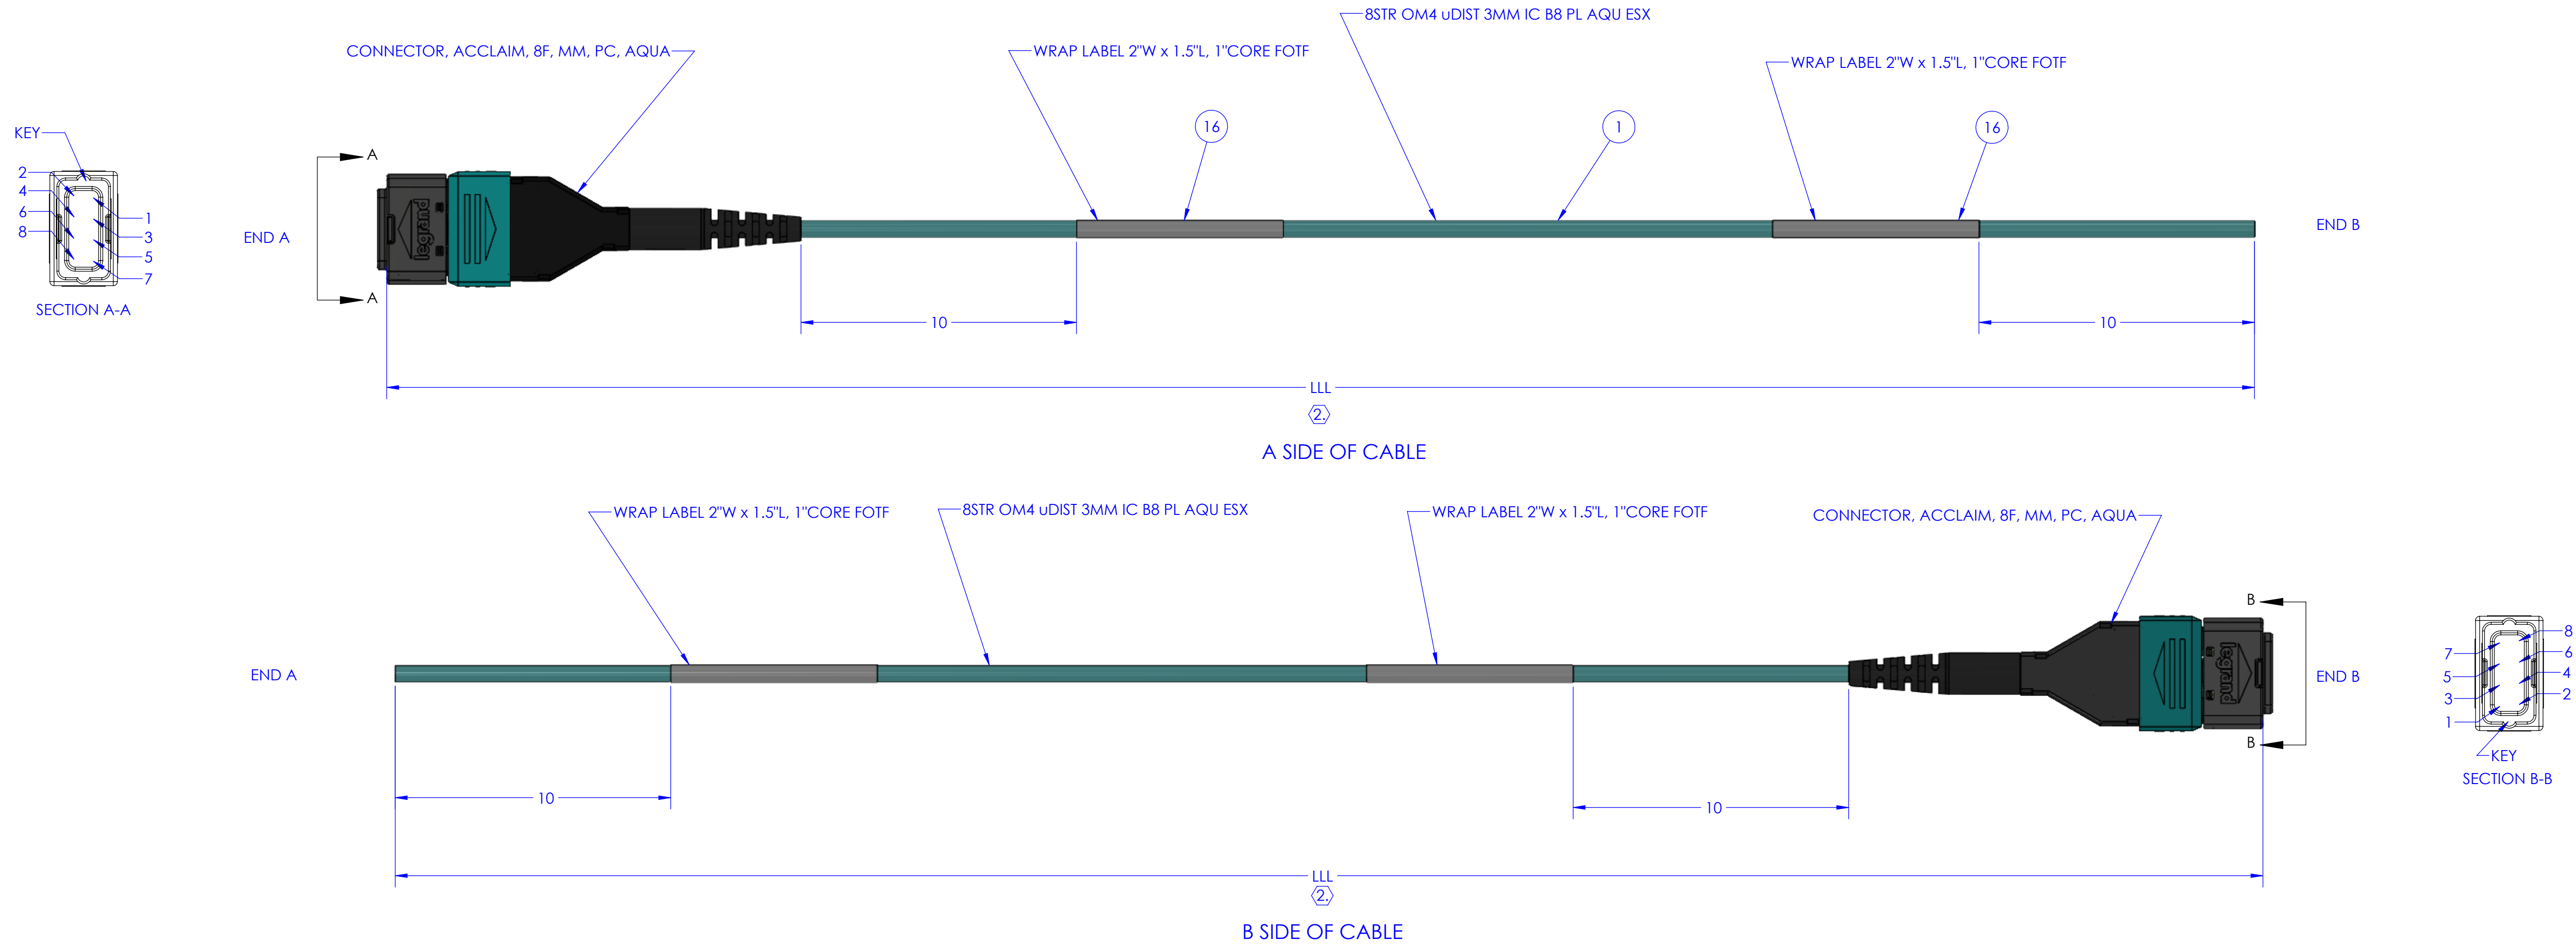 8STR OM4 uDIST 3MM IC B8 PL AQU ESX
CONNECTOR, ACCLAIM, 8F, MM, PC, AQUA
WRAP LABEL 2"W x 1.5"L, 1"CORE FOTF
WRAP LABEL 2"W x 1.5"L, 1"CORE FOTF
16
1
16
KEY
2
4
6
8
1
3
5
7
SECTION A-A
END A
A
A
legrand
END B
10
10
LLL
2.
A SIDE OF CABLE
WRAP LABEL 2"W x 1.5"L, 1"CORE FOTF
8STR OM4 uDIST 3MM IC B8 PL AQU ESX
WRAP LABEL 2"W x 1.5"L, 1"CORE FOTF
CONNECTOR, ACCLAIM, 8F, MM, PC, AQUA
END A
legrand
B
B
END B
7
5
3
1
8
6
4
2
KEY
SECTION B-B
10
10
LLL
2.
B SIDE OF CABLE